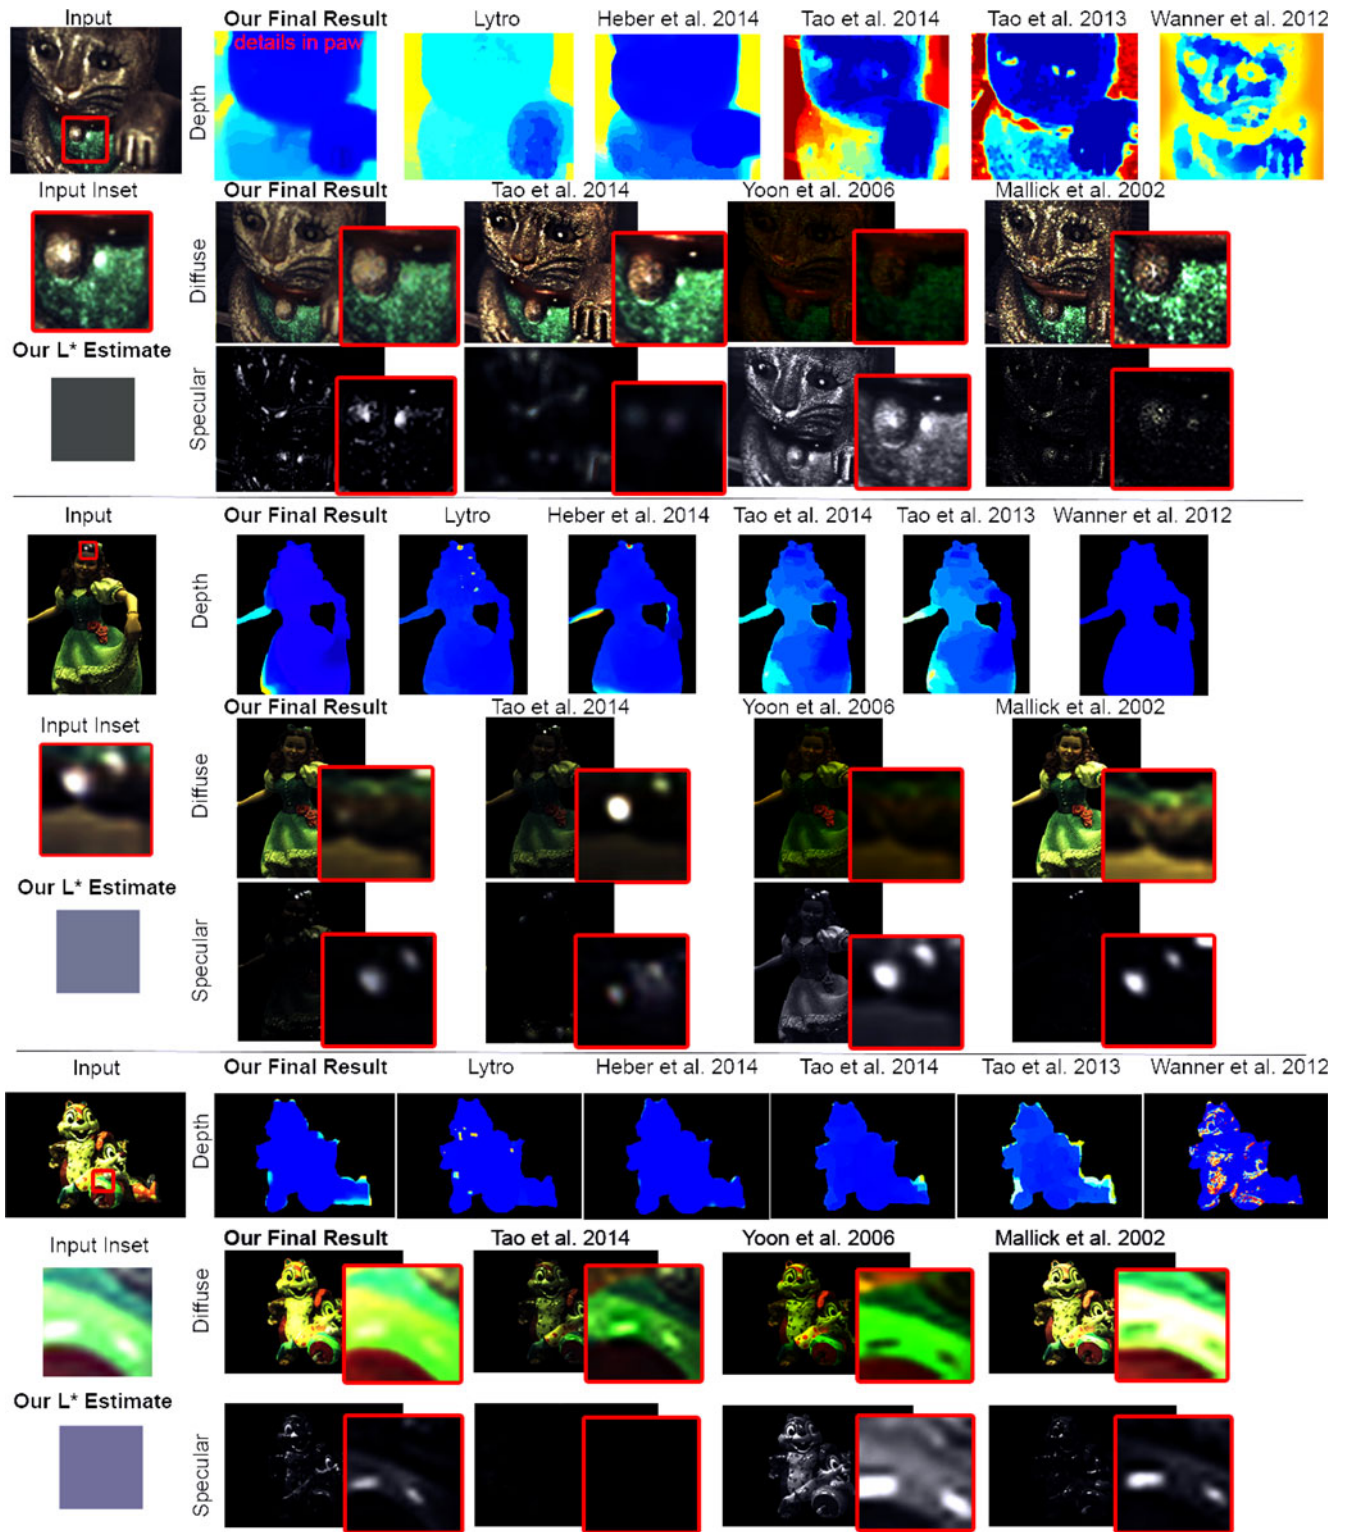 Input Our Final Result Lytro Heber et al. 2014 Tao et al. 2014 Tao et al. 2013 Wanner et al. 2012
details in paw
Depth
Input Inset Our Final Result Tao et al. 2014 Yoon et al. 2006 Mallick et al. 2002
Diffuse
Our L* Estimate
Specular
Input Our Final Result Lytro Heber et al. 2014 Tao et al. 2014 Tao et al. 2013 Wanner et al. 2012
Depth
Our Final Result Tao et al. 2014 Yoon et al. 2006 Mallick et al. 2002
Input Inset
Diffuse
Our L* Estimate
Specular
Input Our Final Result Lytro Heber et al. 2014 Tao et al. 2014 Tao et al. 2013 Wanner et al. 2012
Depth
Input Inset Our Final Result Tao et al. 2014 Yoon et al. 2006 Mallick et al. 2002
Diffuse
Our L* Estimate
Specular